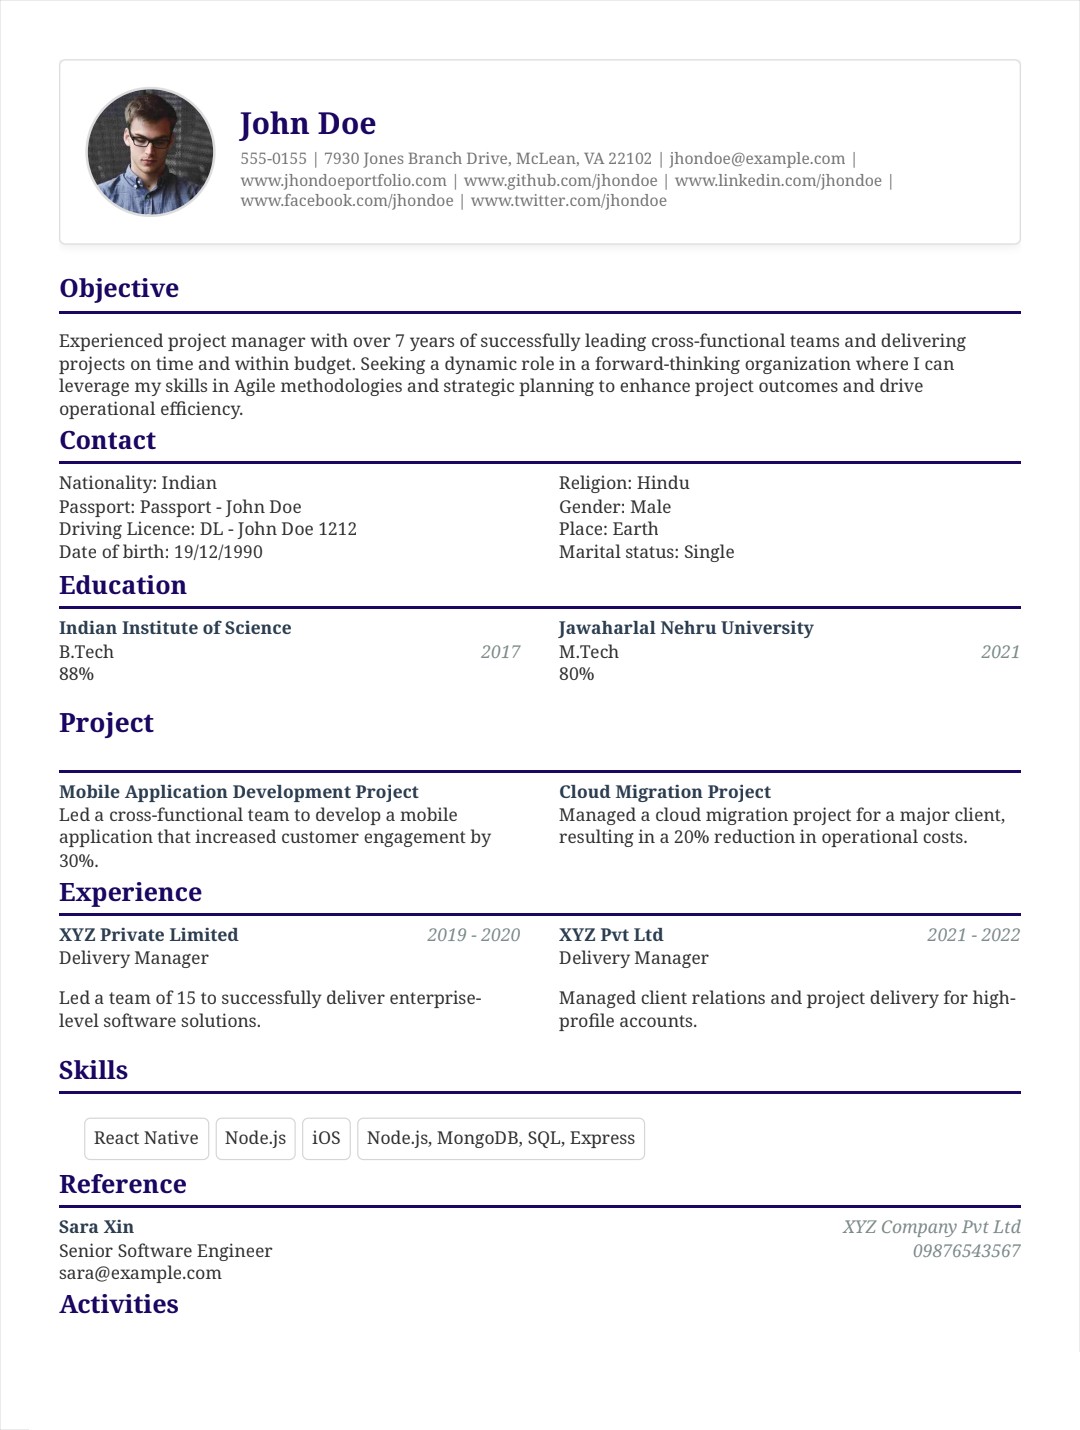 John Doe
555-0155 | 7930 Jones Branch Drive, McLean, VA 22102 | jhondoe@example.com |
www.jhondoeportfolio.com | www.github.com/jhondoe | www.linkedin.com/jhondoe |
www.facebook.com/jhondoe | www.twitter.com/jhondoe
Objective
Experienced project manager with over 7 years of successfully leading cross-functional teams and delivering
projects on time and within budget. Seeking a dynamic role in a forward-thinking organization where I can
leverage my skills in Agile methodologies and strategic planning to enhance project outcomes and drive
operational efficiency.
Contact
Nationality: Indian
Passport: Passport - John Doe
Driving Licence: DL - John Doe 1212
Date of birth: 19/12/1990
Religion: Hindu
Gender: Male
Place: Earth
Marital status: Single
Education
Indian Institute of Science
B.Tech 2017
88%
Jawaharlal Nehru University
M.Tech 2021
80%
Project
Mobile Application Development Project
Led a cross-functional team to develop a mobile
application that increased customer engagement by
30%.
Cloud Migration Project
Managed a cloud migration project for a major client,
resulting in a 20% reduction in operational costs.
Experience
XYZ Private Limited 2019 - 2020
Delivery Manager
Led a team of 15 to successfully deliver enterprise-
level software solutions.
XYZ Pvt Ltd 2021 - 2022
Delivery Manager
Managed client relations and project delivery for high-
profile accounts.
Skills
React Native Node.js iOS Node.js, MongoDB, SQL, Express
Reference
Sara Xin XYZ Company Pvt Ltd
Senior Software Engineer 09876543567
sara@example.com
Activities